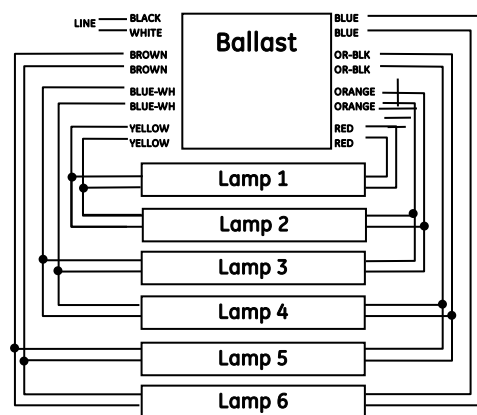 LINE
BLACK
WHITE
BROWN
BROWN
BLUE-WH
BLUE-WH
YELLOW
YELLOW
Ballast
BLUE
BLUE
OR-BLK
OR-BLK
ORANGE
ORANGE
RED
RED
Lamp 1
Lamp 2
Lamp 3
Lamp 4
Lamp 5
Lamp 6